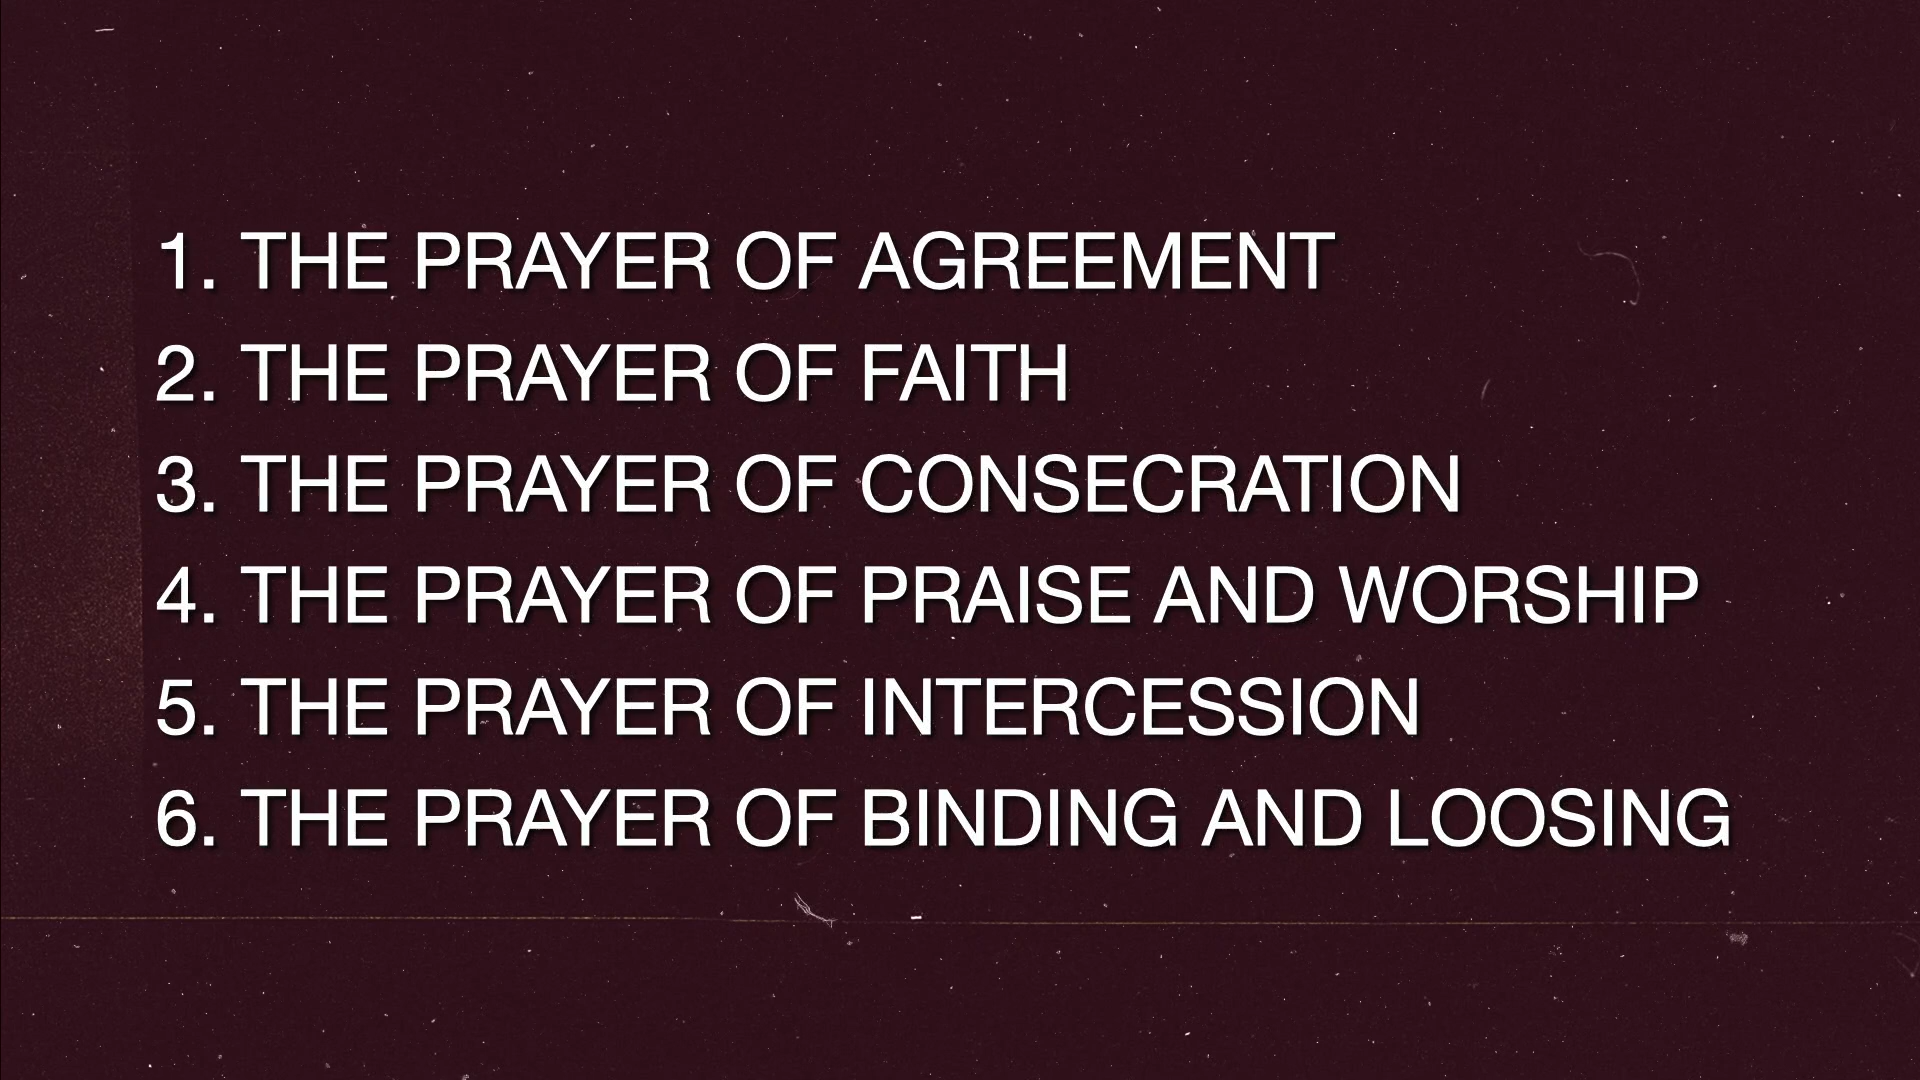 1. THE PRAYER OF AGREEMENT
2. THE PRAYER OF FAITH
3. THE PRAYER OF CONSECRATION
4. THE PRAYER OF PRAISE AND WORSHIP
5. THE PRAYER OF INTERCESSION
6. THE PRAYER OF BINDING AND LOOSING